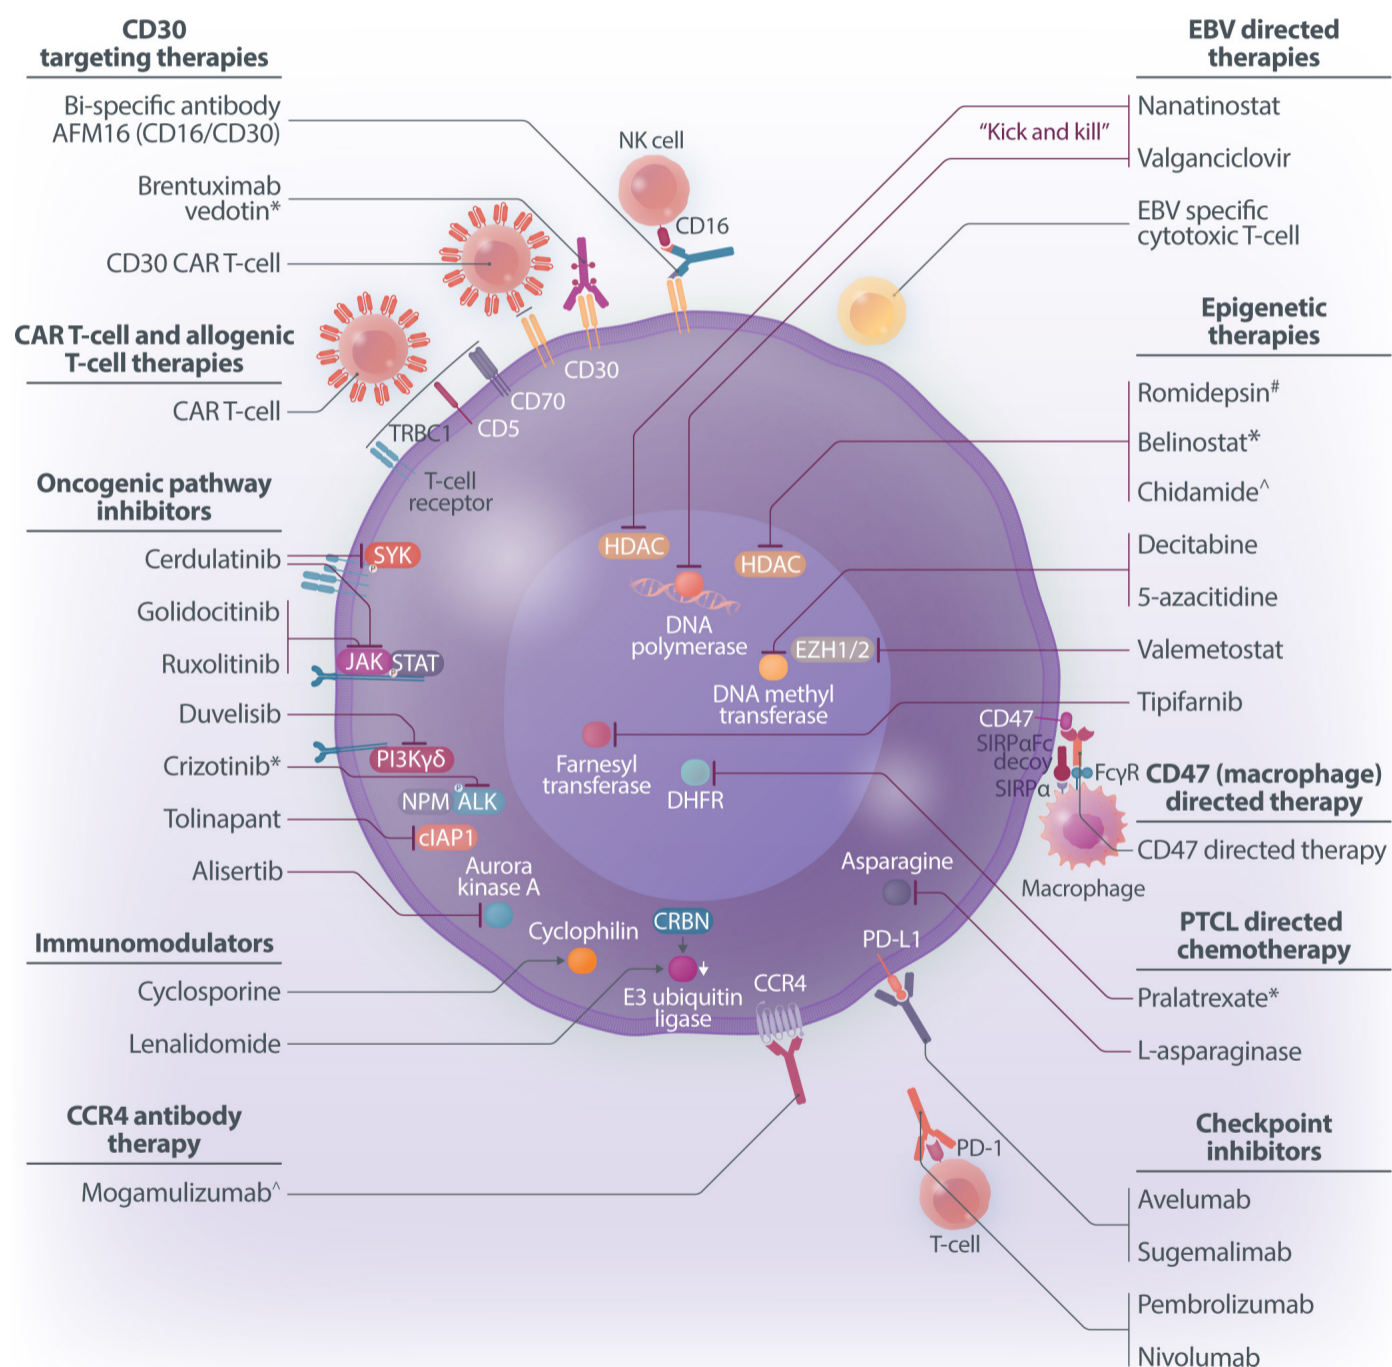 CD30
targeting therapies
Bi-specific antibody
AFM16 (CD16/CD30)
Brentuximab
vedotin*
CD30 CAR T-cell
CAR T-cell and allogenic
T-cell therapies
CAR T-cell
Oncogenic pathway
inhibitors
Cerdulatinib
Golidocitinib
Ruxolitinib
Duvelisib
Crizotinib*
Tolinapant
Alisertib
Immunomodulators
Cyclosporine
Lenalidomide
CCR4 antibody
therapy
Mogamulizumab^
NK cell
CD16
CD30
CD70
CD5
TRBC1
T-cell
receptor
SYK
P
JAK
STAT
P
PI3Kγδ
P
NPM
ALK
cIAP1
Aurora
kinase A
Cyclophilin
CRBN
E3 ubiquitin
ligase
CCR4
HDAC
HDAC
DNA
polymerase
EZH1/2
DNA methyl
transferase
Farnesyl
transferase
DHFR
Asparagine
PD-L1
PD-1
T-cell
CD47
SIRPαFc
decoy
SIRPα
FcγR
Macrophage
EBV directed
therapies
Nanatinostat
"Kick and kill"
Valganciclovir
EBV specific
cytotoxic T-cell
Epigenetic
therapies
Romidepsin#
Belinostat*
Chidamide^
Decitabine
5-azacitidine
Valemetostat
Tipifarnib
CD47 (macrophage)
directed therapy
CD47 directed therapy
PTCL directed
chemotherapy
Pralatrexate*
L-asparaginase
Checkpoint
inhibitors
Avelumab
Sugemalimab
Pembrolizumab
Nivolumab